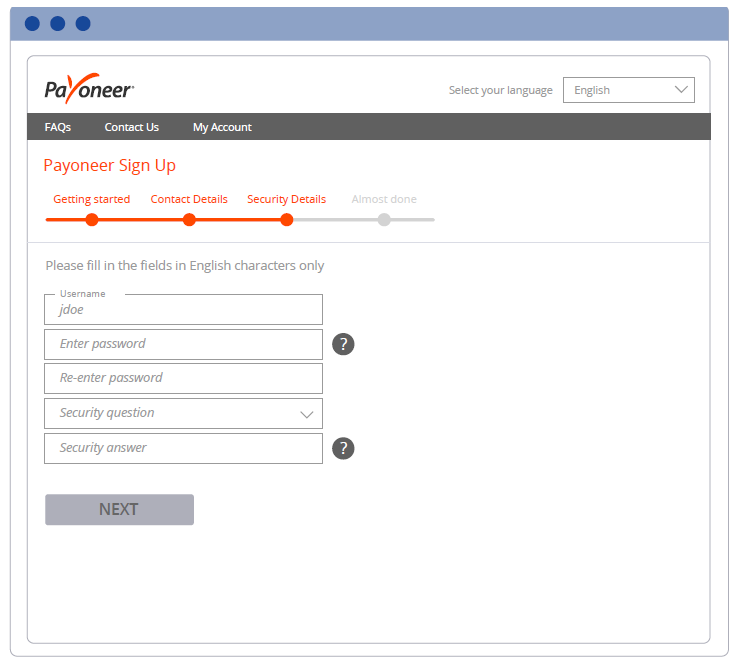 Payoneer
Select your language English
FAQs Contact Us My Account
Payoneer Sign Up
Getting started Contact Details Security Details Almost done
Please fill in the fields in English characters only
Username
jdoe
Enter password ?
Re-enter password
Security question
Security answer ?
NEXT